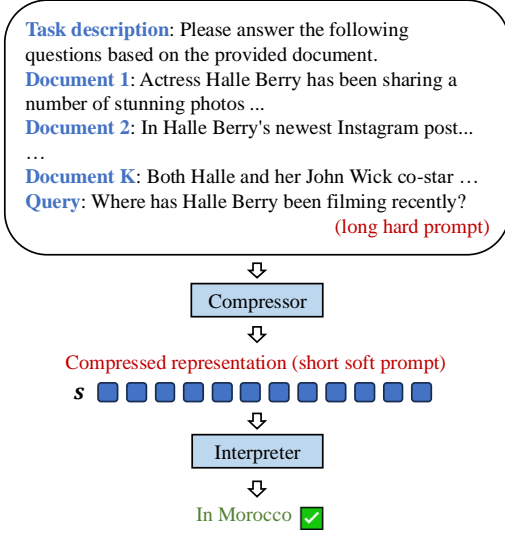 Task description: Please answer the following
questions based on the provided document.
Document 1: Actress Halle Berry has been sharing a
number of stunning photos ...
Document 2: In Halle Berry's newest Instagram post...
…
Document K: Both Halle and her John Wick co-star …
Query: Where has Halle Berry been filming recently?
(long hard prompt)
Compressor
Compressed representation (short soft prompt)
s
Interpreter
In Morocco ✅